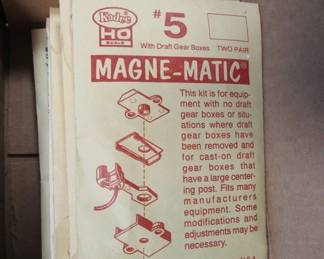 Kadee
HO
SCALE
#5
With Draft Gear Boxes
TWO PAIR
MAGNE-MATIC
This kit is for equip-
ment with no draft
gear boxes or situ-
ations where draft
gear boxes have
been removed and
for cast-on draft
gear boxes that
have a large center-
ing post. Fits many
manufacturers
equipment. Some
modifications and
adjustments may be
necessary.